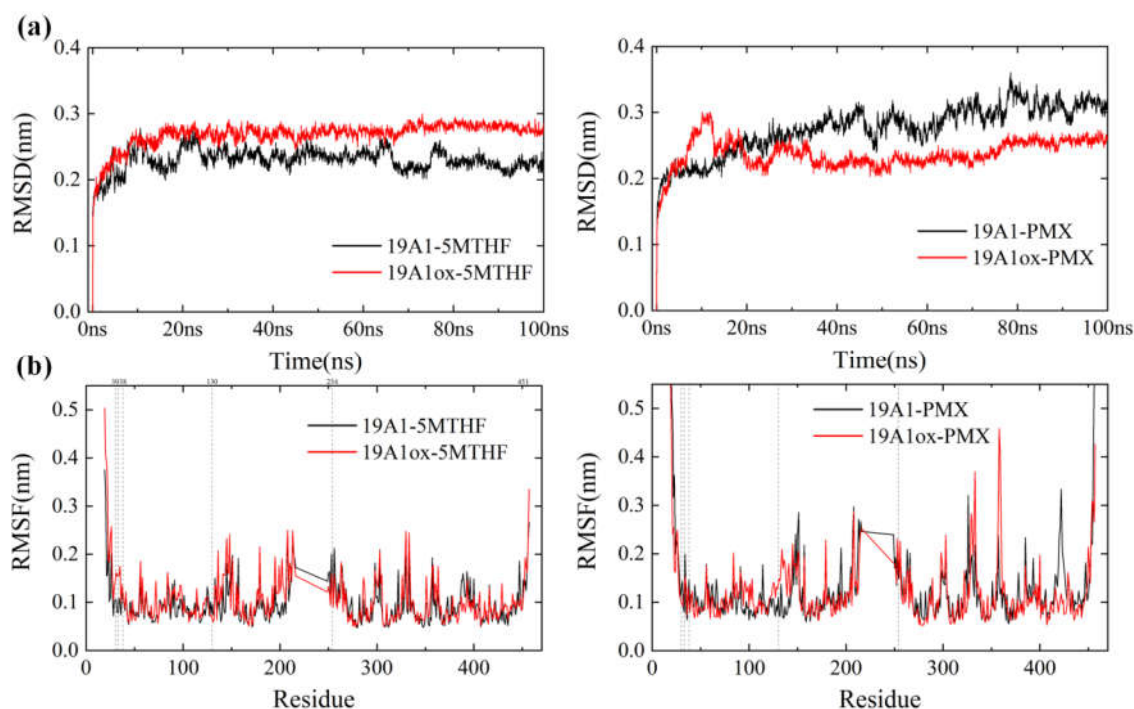 (a)
0.4
0.3
0.2
0.1
0.0
RMSD(nm)
19A1-5MTHF
19A1ox-5MTHF
0ns 20ns 40ns 60ns 80ns 100ns
Time(ns)
0.4
0.3
0.2
0.1
0.0
RMSD(nm)
19A1-PMX
19A1ox-PMX
0ns 20ns 40ns 60ns 80ns 100ns
Time(ns)
(b)
130 254 451
0.5
0.4
0.3
0.2
0.1
0.0
RMSF(nm)
19A1-5MTHF
19A1ox-5MTHF
0 100 200 300 400
Residue
0.5
0.4
0.3
0.2
0.1
0.0
RMSF(nm)
19A1-PMX
19A1ox-PMX
0 100 200 300 400
Residue